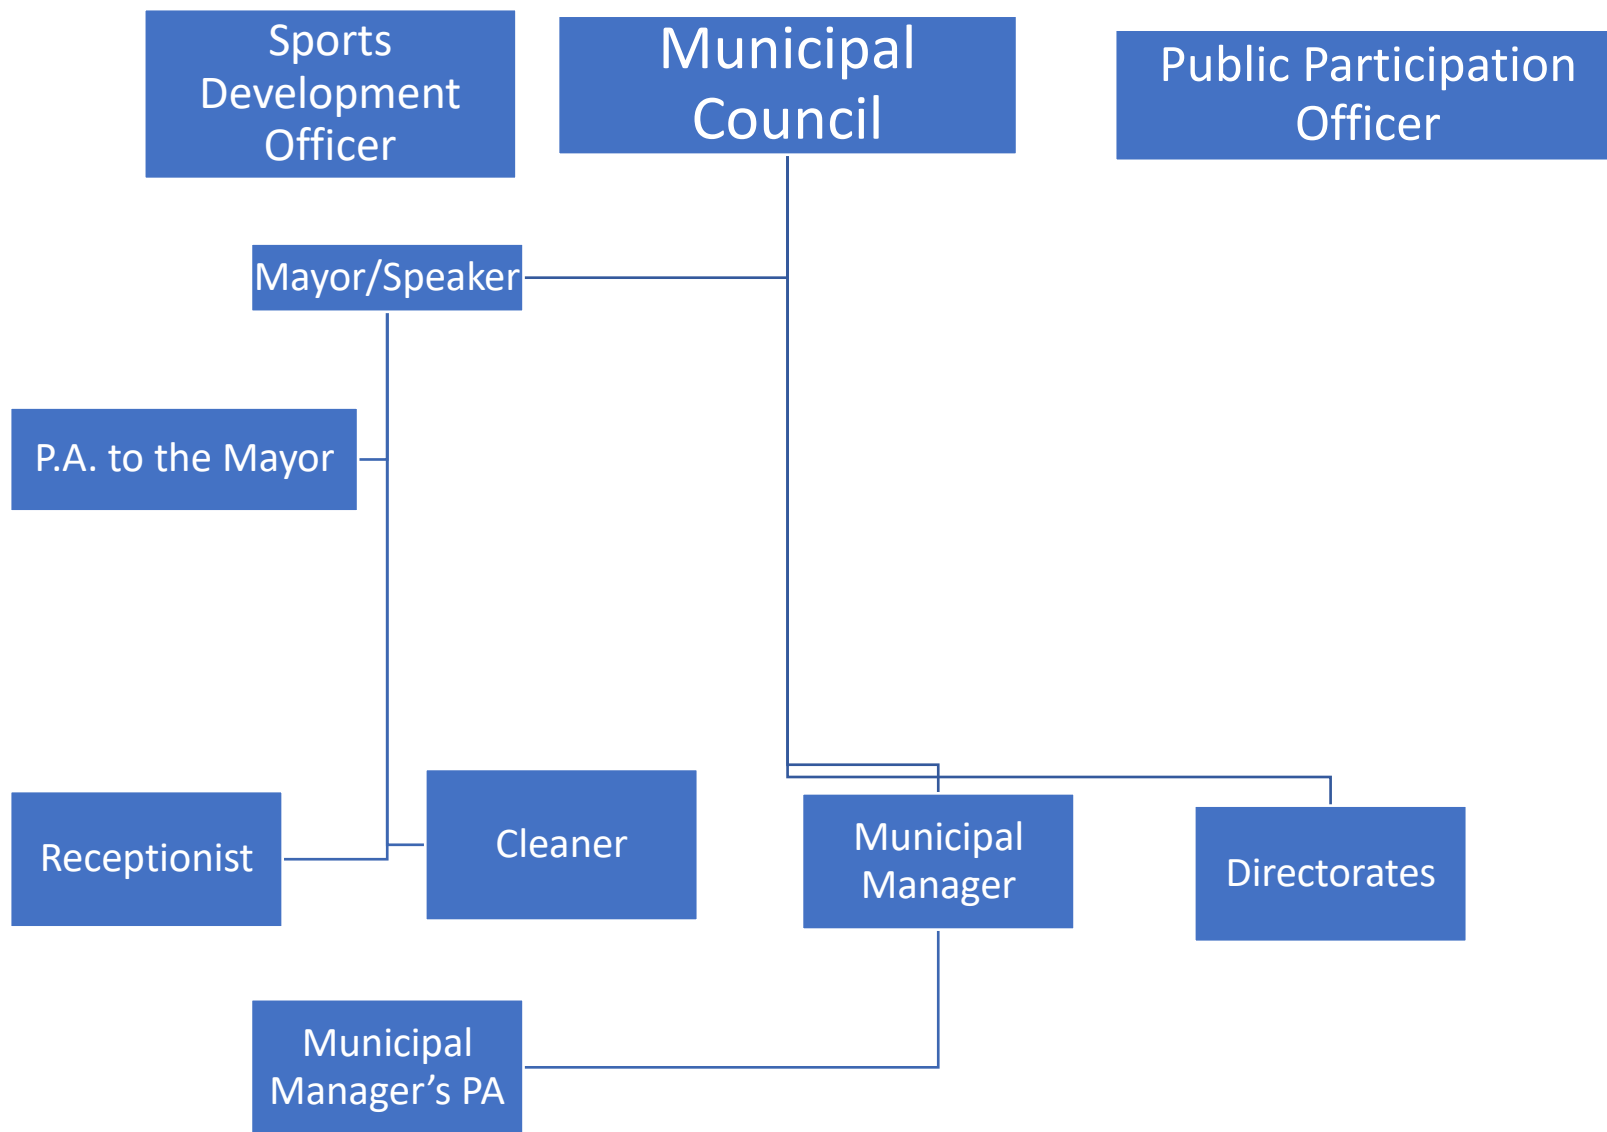 Sports
Development
Officer
Municipal
Council
Public Participation
Officer
Mayor/Speaker
P.A. to the Mayor
Receptionist
Cleaner
Municipal
Manager
Directorates
Municipal
Manager’s PA